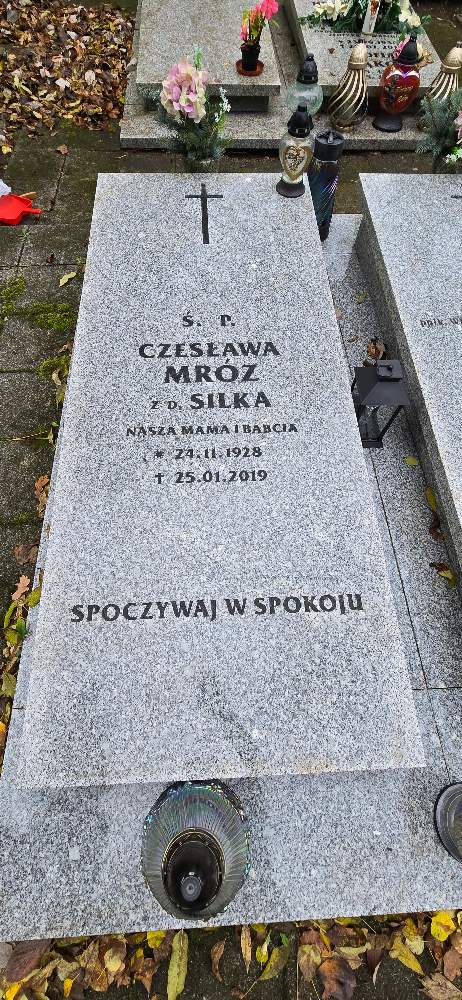 Ś. P.
CZESŁAWA
MRÓZ
Z D. SILKA
NASZA MAMA I BABCIA
* 24.11.1928
† 25.01.2019
SPOCZYWAJ W SPOKOJU